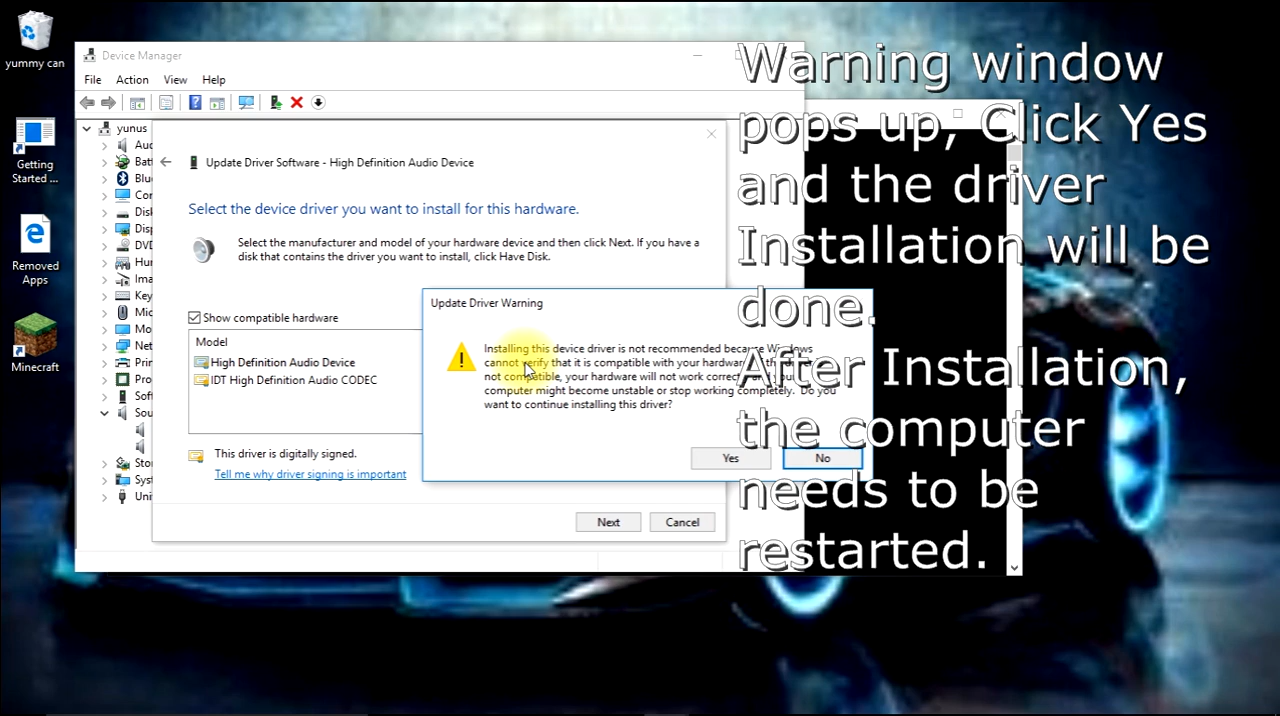 yummy can
Getting
Started ...
Removed
Apps
Minecraft
Device Manager
File Action View Help
yunus
Update Driver Software - High Definition Audio Device
Select the device driver you want to install for this hardware.
Select the manufacturer and model of your hardware device and then click Next. If you have a
disk that contains the driver you want to install, click Have Disk.
Show compatible hardware
Model
High Definition Audio Device
IDT High Definition Audio CODEC
This driver is digitally signed.
Tell me why driver signing is important
Next Cancel
Update Driver Warning
Installing this device driver is not recommended because Windows
cannot verify that it is compatible with your hardware.
not compatible, your hardware will not work correctly
computer might become unstable or stop working completely. Do you
want to continue installing this driver?
Yes No
Warning window
pops up, Click Yes
and the driver
Installation will be
done.
After Installation,
the computer
needs to be
restarted.